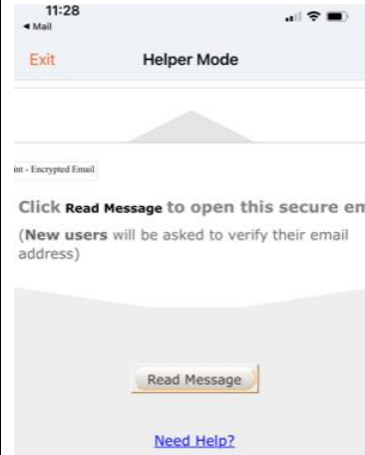 11:28
Mail
Exit
Helper Mode
int - Encrypted Email
Click Read Message to open this secure em
(New users will be asked to verify their email
address)
Read Message
Need Help?